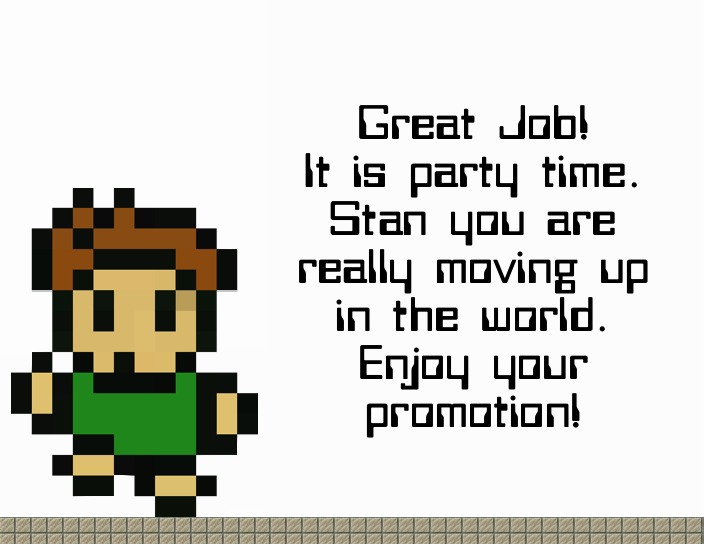 Great Job!
It is party time.
Stan you are
really moving up
in the world.
Enjoy your
promotion!